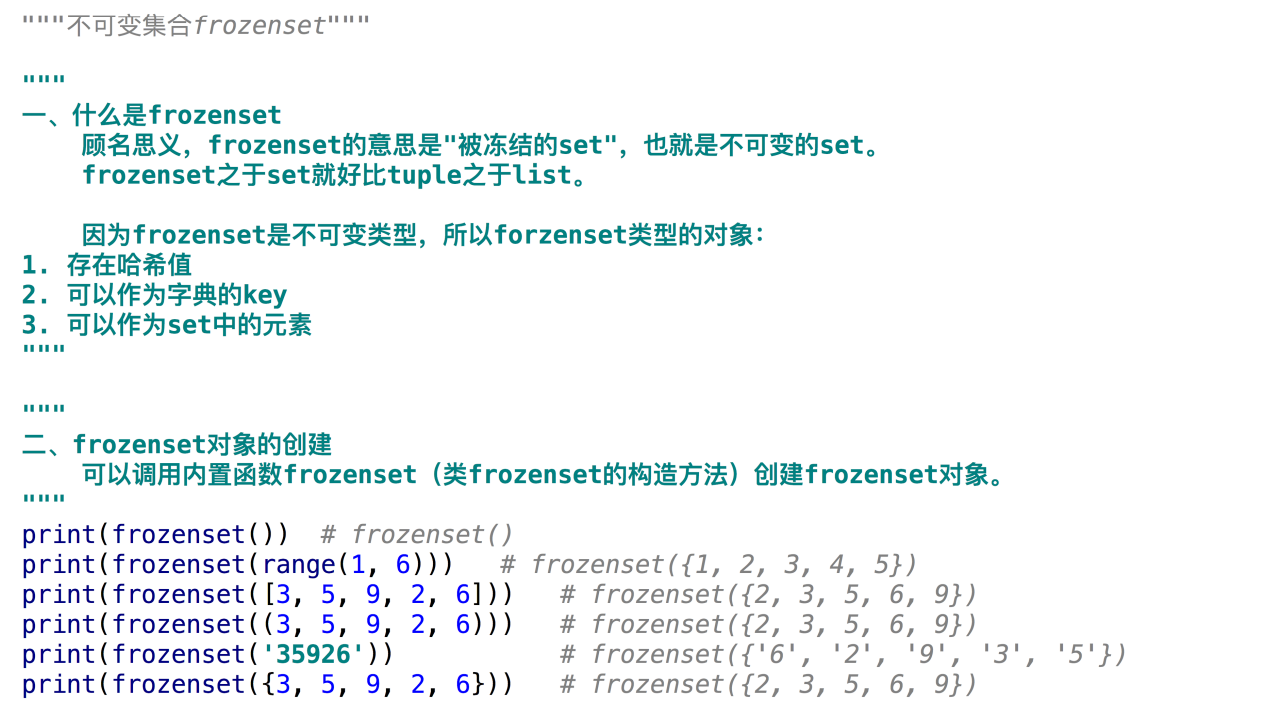 """不可变集合frozenset"""
"""
一、什么是frozenset
顾名思义，frozenset的意思是"被冻结的set"，也就是不可变的set。
frozenset之于set就好比tuple之于list。
因为frozenset是不可变类型，所以forzenset类型的对象：
1. 存在哈希值
2. 可以作为字典的key
3. 可以作为set中的元素
"""
"""
二、frozenset对象的创建
可以调用内置函数frozenset（类frozenset的构造方法）创建frozenset对象。
"""
print(frozenset())  # frozenset()
print(frozenset(range(1, 6)))   # frozenset({1, 2, 3, 4, 5})
print(frozenset([3, 5, 9, 2, 6]))   # frozenset({2, 3, 5, 6, 9})
print(frozenset((3, 5, 9, 2, 6)))   # frozenset({2, 3, 5, 6, 9})
print(frozenset('35926'))           # frozenset({'6', '2', '9', '3', '5'})
print(frozenset({3, 5, 9, 2, 6}))   # frozenset({2, 3, 5, 6, 9})